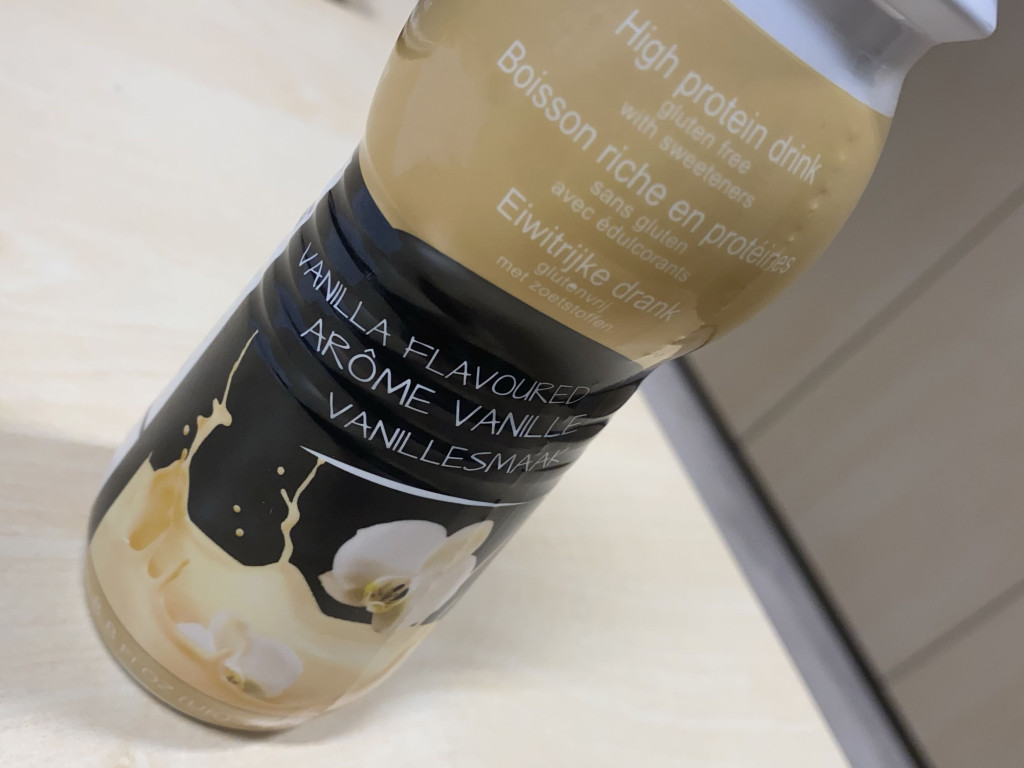 High protein drink
gluten free
with sweeteners
Boisson riche en protéines
sans gluten
avec édulcorants
Eiwitrijke drank
glutenvrij
met zoetstoffen
VANILLA FLAVOURED
ARÔME VANILLE
VANILLESMAAK